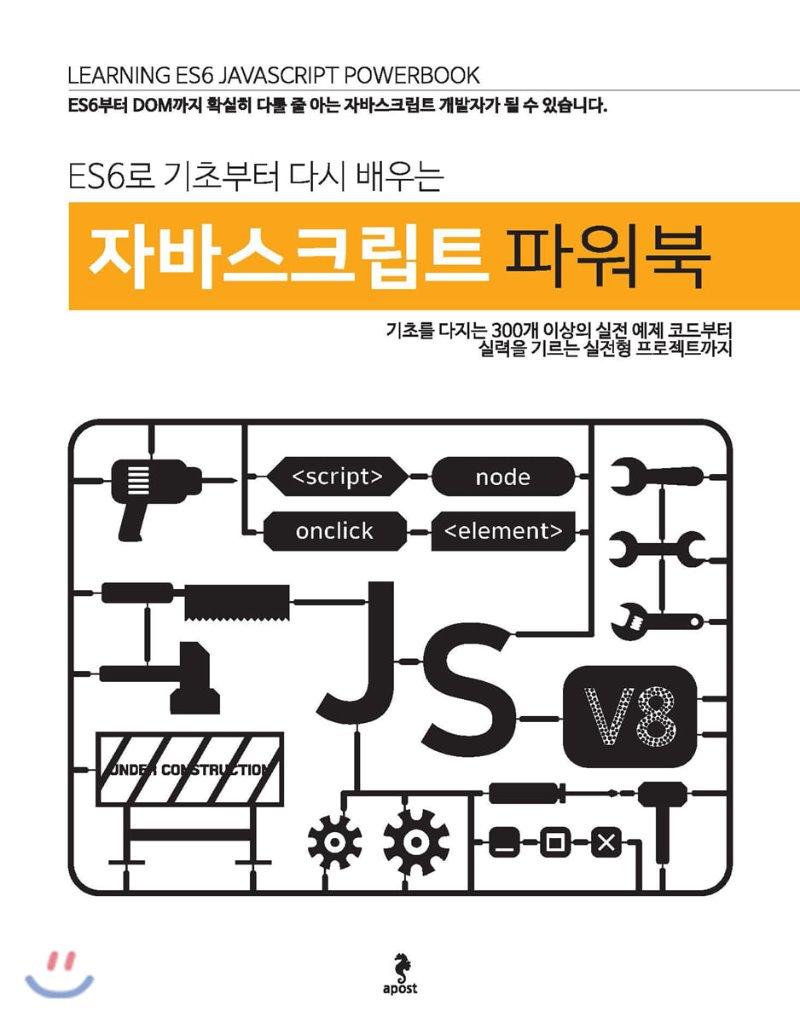 LEARNING ES6 JAVASCRIPT POWERBOOK
ES6부터 DOM까지 확실히 다룰 줄 아는 자바스크립트 개발자가 될 수 있습니다.
ES6로 기초부터 다시 배우는
자바스크립트 파워북
기초를 다지는 300개 이상의 실전 예제 코드부터
실력을 기르는 실전형 프로젝트까지
<script> node
onclick <element>
JS
V8
UNDER CONSTRUCTION
apost